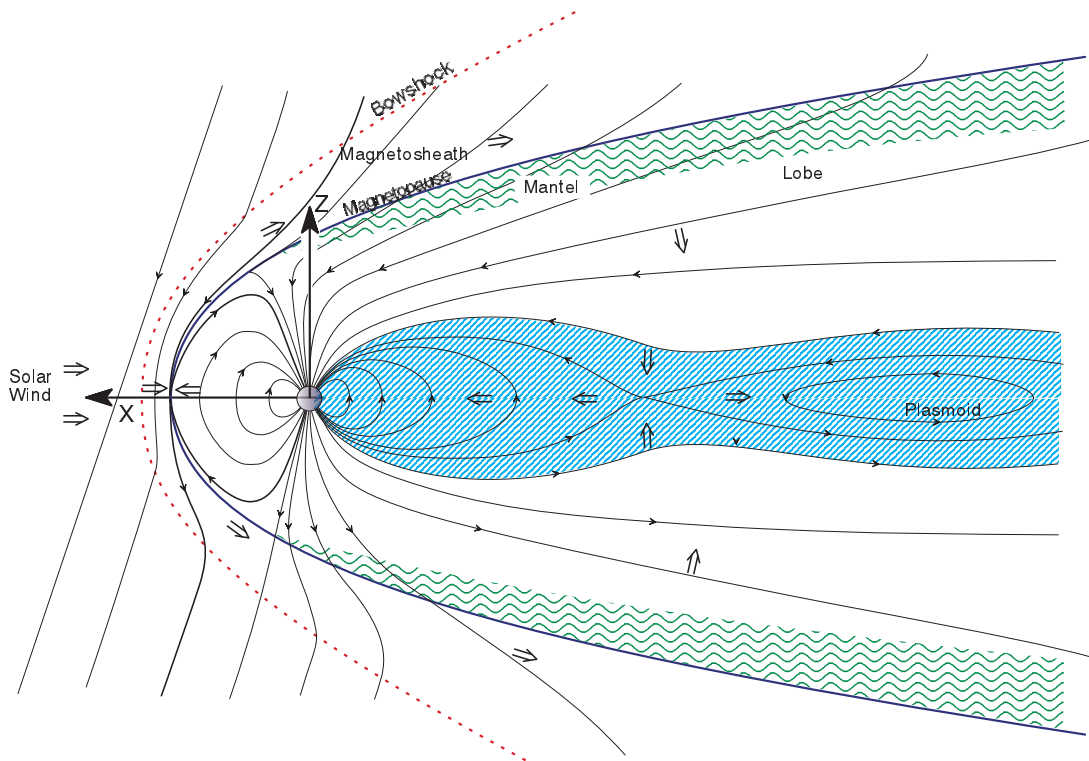 Bowshock
Magnetosheath
Magnetopause
Z
Mantel
Lobe
Solar
Wind
X
Plasmoid